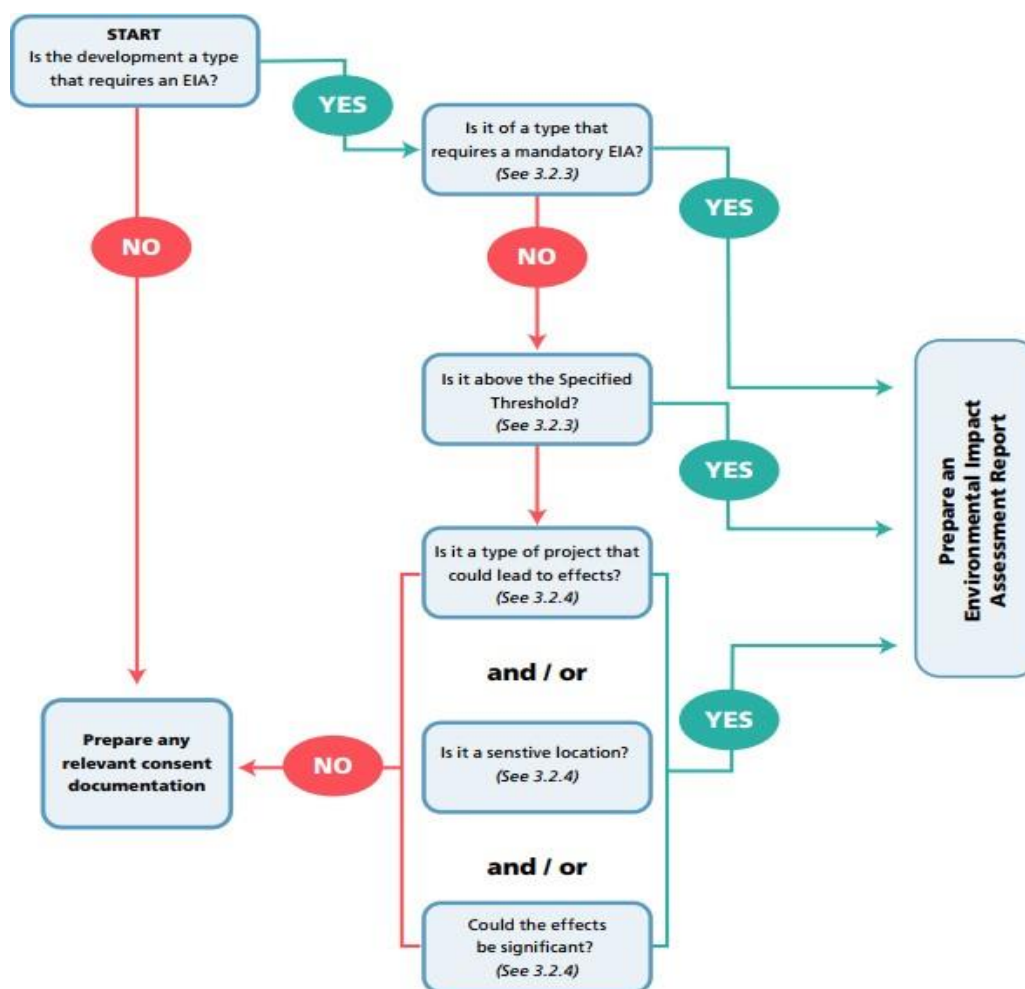 START
Is the development a type
that requires an EIA?
YES
Is it of a type that
requires a mandatory EIA?
(See 3.2.3)
YES
NO
NO
Is it above the Specified
Threshold?
(See 3.2.3)
YES
Prepare an
Environmental Impact
Assessment Report
Is it a type of project that
could lead to effects?
(See 3.2.4)
and / or
YES
Prepare any
relevant consent
documentation
NO
Is it a senstive location?
(See 3.2.4)
and / or
Could the effects
be significant?
(See 3.2.4)